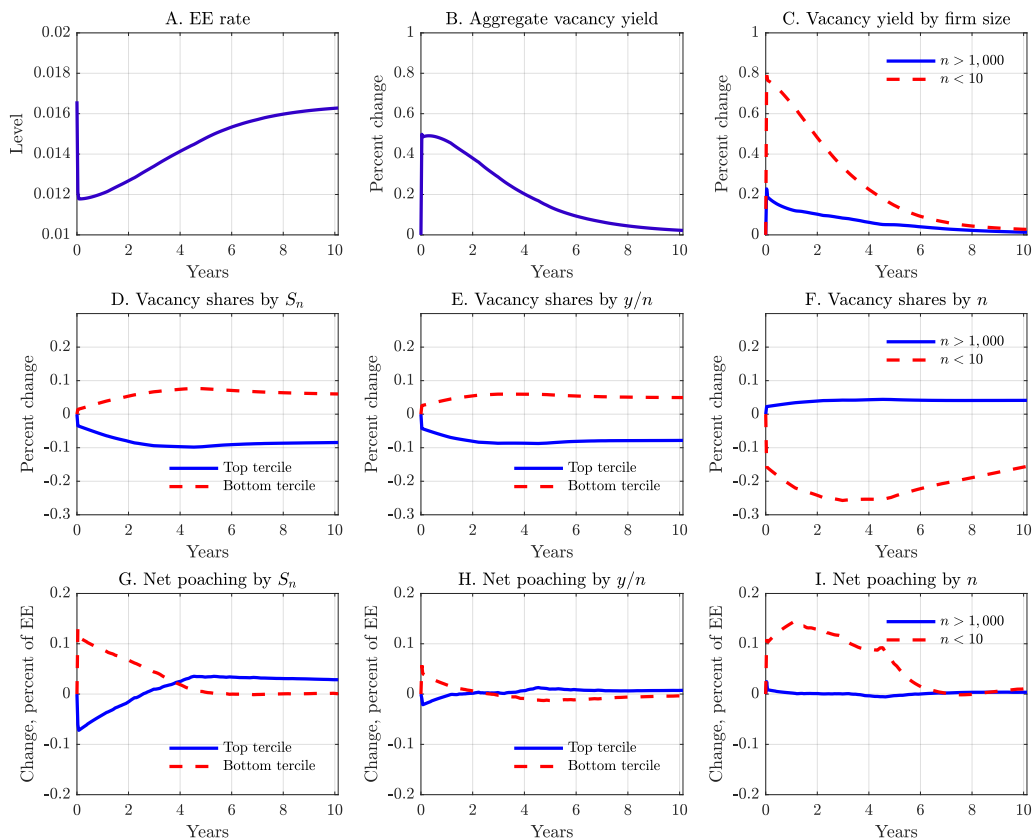 A. EE rate
Level
0.02
0.018
0.016
0.014
0.012
0.01
0 2 4 6 8 10
Years
B. Aggregate vacancy yield
Percent change
1
0.8
0.6
0.4
0.2
0
0 2 4 6 8 10
Years
C. Vacancy yield by firm size
Percent change
1
0.8
0.6
0.4
0.2
0
n > 1,000
n < 10
0 2 4 6 8 10
Years
D. Vacancy shares by Sₙ
Percent change
0.2
0.1
0
-0.1
-0.2
-0.3
Top tercile
Bottom tercile
0 2 4 6 8 10
Years
E. Vacancy shares by y/n
Percent change
0.2
0.1
0
-0.1
-0.2
-0.3
Top tercile
Bottom tercile
0 2 4 6 8 10
Years
F. Vacancy shares by n
Percent change
0.2
0.1
0
-0.1
-0.2
-0.3
n > 1,000
n < 10
0 2 4 6 8 10
Years
G. Net poaching by Sₙ
Change, percent of EE
0.2
0.1
0
-0.1
-0.2
Top tercile
Bottom tercile
0 2 4 6 8 10
Years
H. Net poaching by y/n
Change, percent of EE
0.2
0.1
0
-0.1
-0.2
Top tercile
Bottom tercile
0 2 4 6 8 10
Years
I. Net poaching by n
Change, percent of EE
0.2
0.1
0
-0.1
-0.2
n > 1,000
n < 10
0 2 4 6 8 10
Years